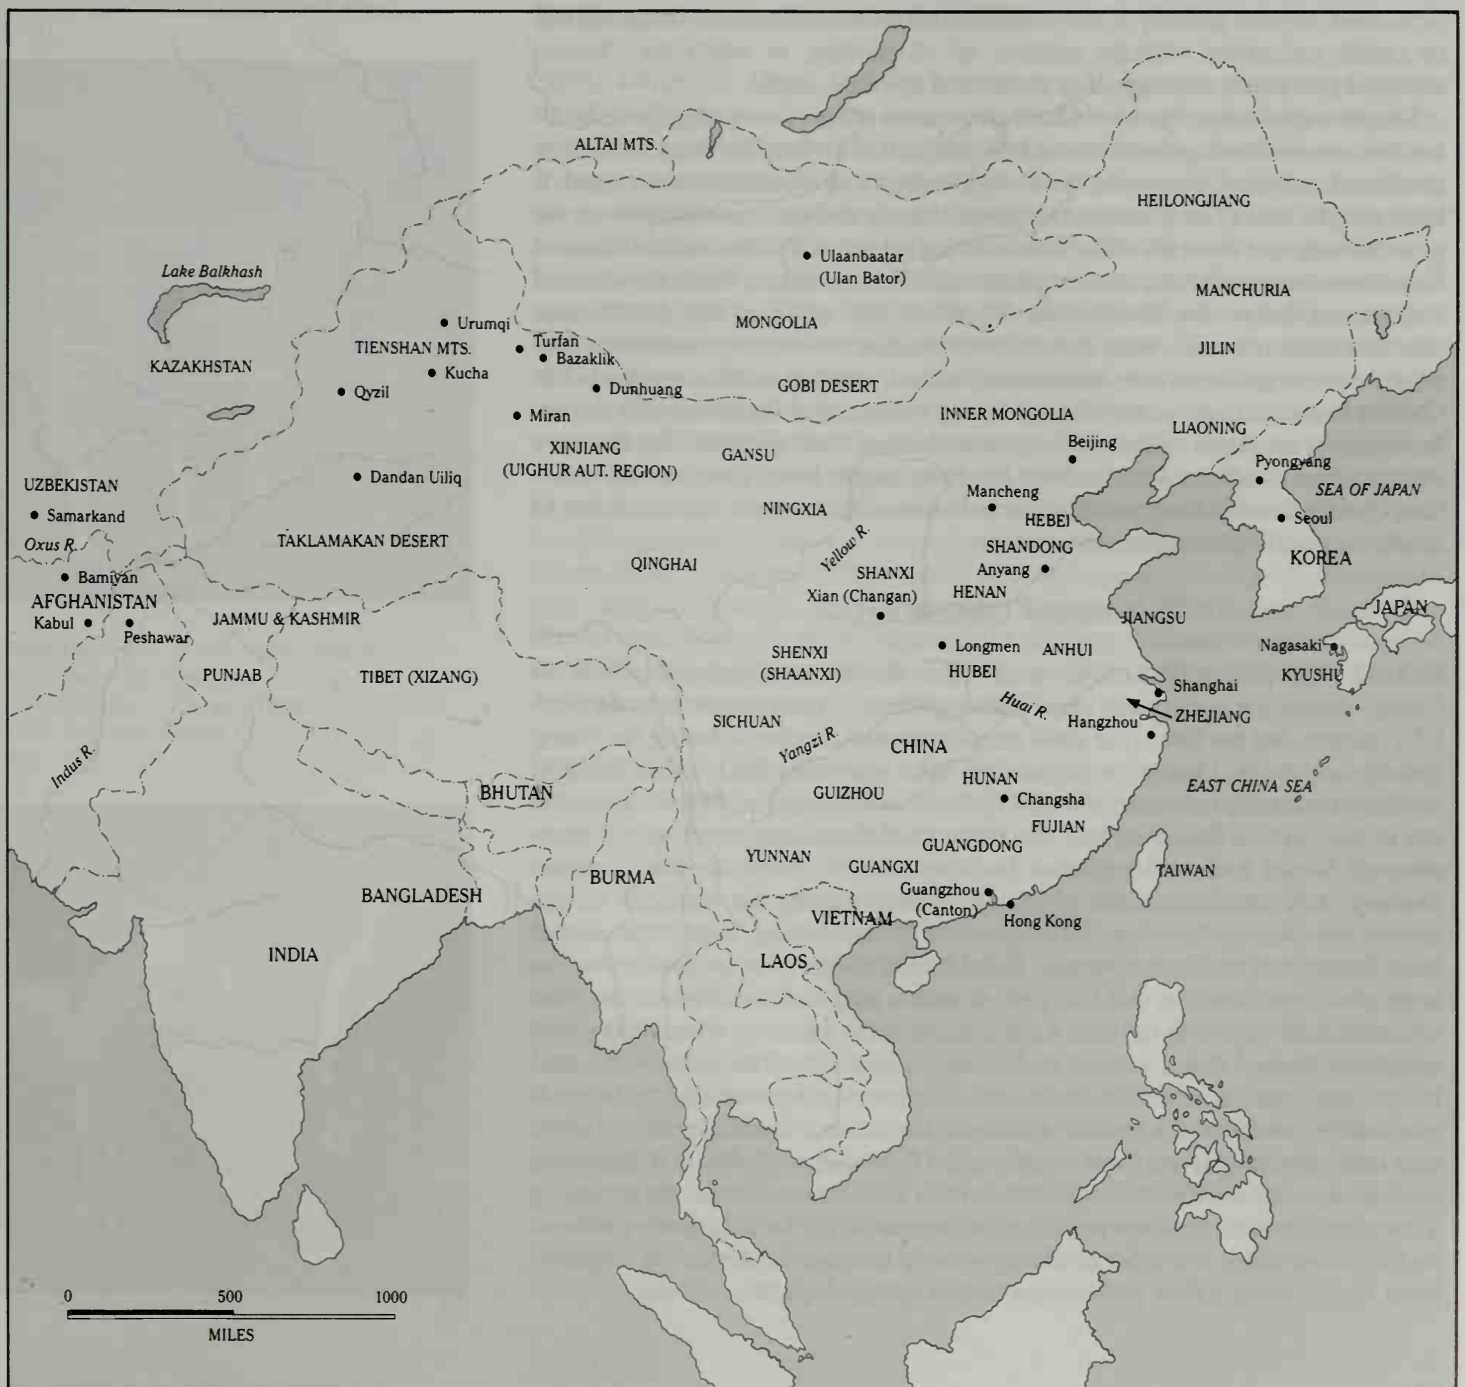 ALTAI MTS.
HEILONGJIANG
Ulaanbaatar
(Ulan Bator)
Lake Balkhash
MANCHURIA
Urumqi
MONGOLIA
Turfan
TIENSHAN MTS.
Bazaklik
JILIN
KAZAKHSTAN
Kucha
Qyzil
Dunhuang
GOBI DESERT
Miran
INNER MONGOLIA
LIAONING
Beijing
XINJIANG
(UIGHUR AUT. REGION)
GANSU
Pyongyang
Dandan Uiliq
UZBEKISTAN
SEA OF JAPAN
Mancheng
NINGXIA
Samarkand
HEBEI
Seoul
Oxus R.
TAKLAMAKAN DESERT
Yellow R.
SHANDONG
QINGHAI
KOREA
Bamiyan
SHANXI
Anyang
AFGHANISTAN
HENAN
Xian (Changan)
JAPAN
Kabul
Peshawar
JAMMU & KASHMIR
JIANGSU
Nagasaki
SHENXI
(SHAANXI)
Longmen
ANHUI
HUBEI
KYUSHU
PUNJAB
TIBET (XIZANG)
Shanghai
Huai R.
SICHUAN
Hangzhou
ZHEJIANG
Yangzi R.
CHINA
Indus R.
HUNAN
EAST CHINA SEA
BHUTAN
GUIZHOU
Changsha
FUJIAN
GUANGDONG
YUNNAN
GUANGXI
TAIWAN
BURMA
BANGLADESH
Guangzhou
(Canton)
VIETNAM
Hong Kong
INDIA
LAOS
0 500 1000
MILES